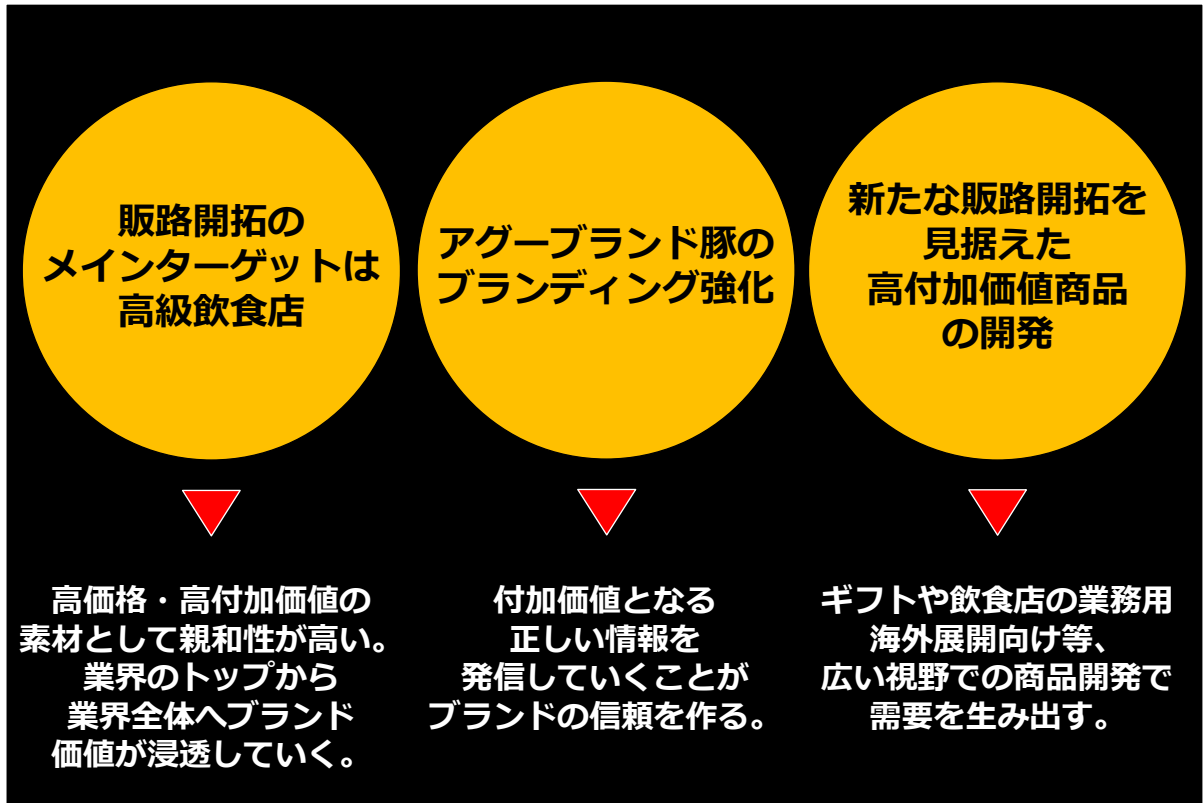 販路開拓の
メインターゲットは
高級飲食店
アグーブランド豚の
ブランディング強化
新たな販路開拓を
見据えた
高付加価値商品
の開発
高価格・高付加価値の
素材として親和性が高い。
業界のトップから
業界全体へブランド
価値が浸透していく。
付加価値となる
正しい情報を
発信していくことが
ブランドの信頼を作る。
ギフトや飲食店の業務用
海外展開向け等、
広い視野での商品開発で
需要を生み出す。